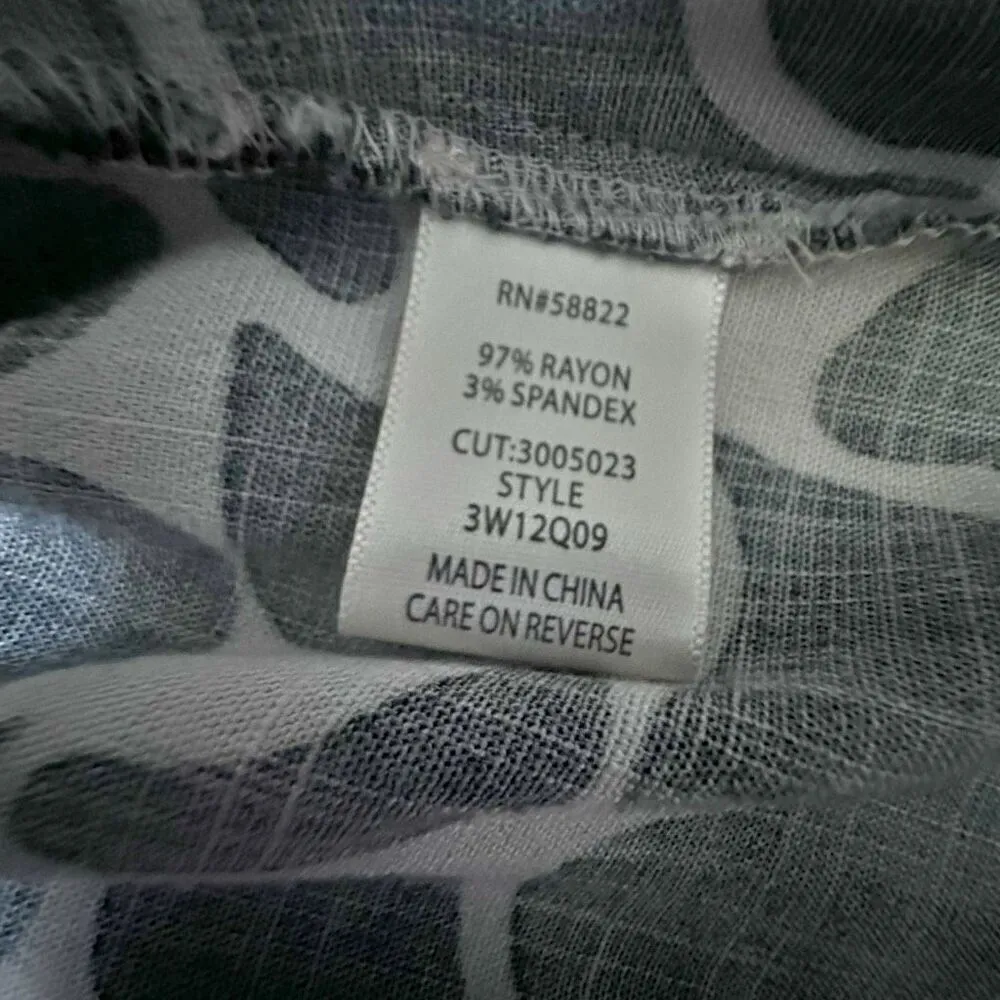 RN#58822
97% RAYON
3% SPANDEX
CUT:3005023
STYLE
3W12Q09
MADE IN CHINA
CARE ON REVERSE